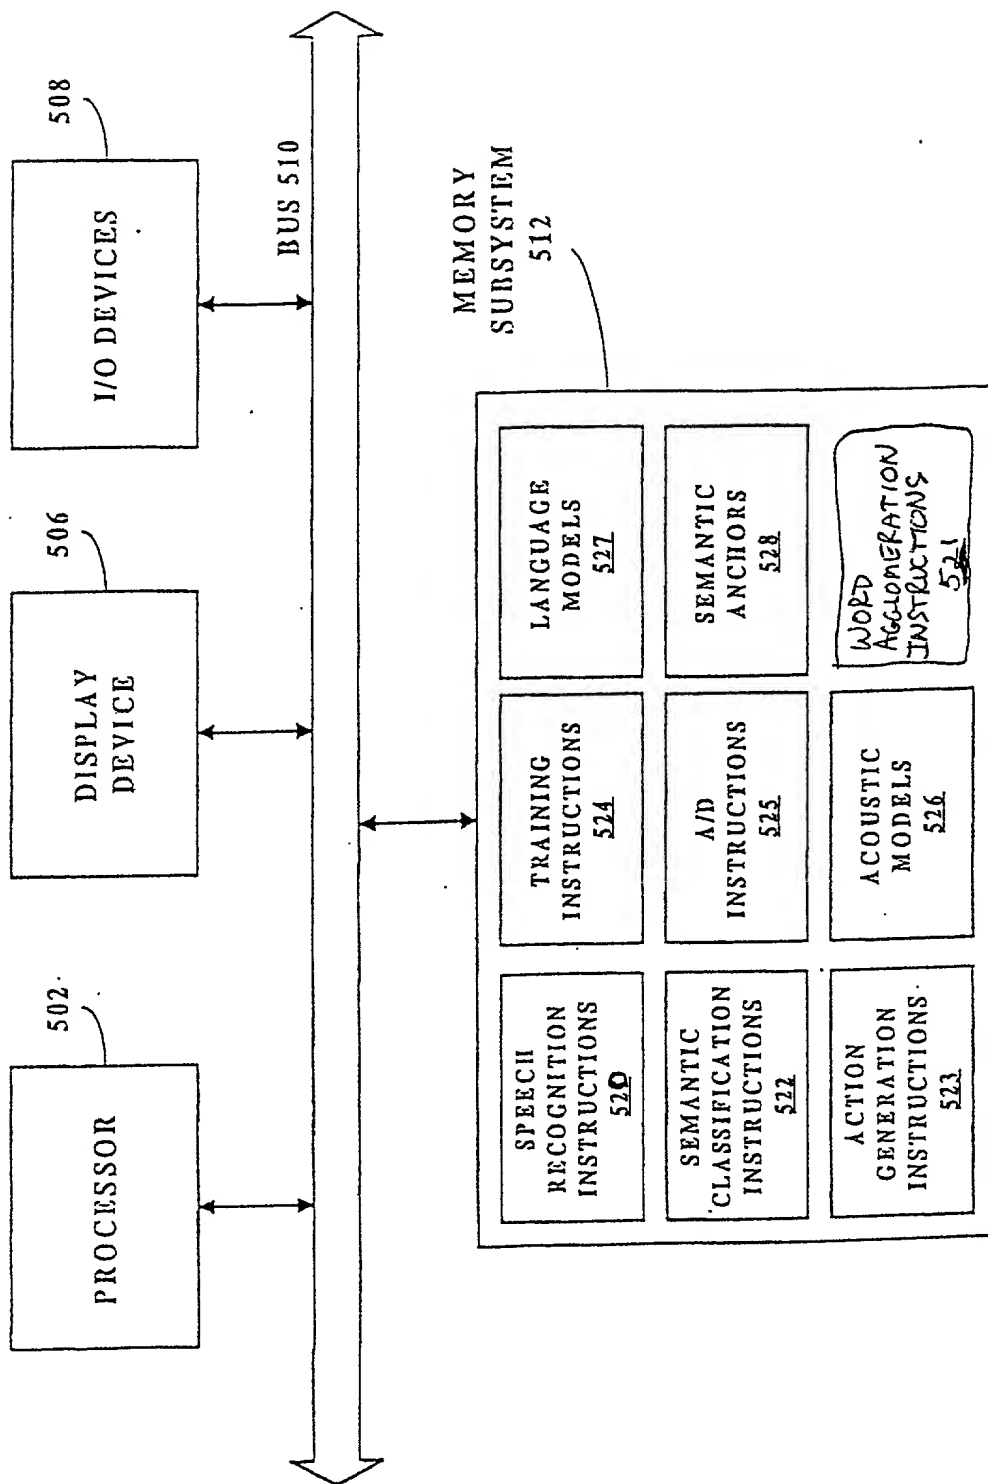 PROCESSOR
502
DISPLAY
DEVICE
506
I/O DEVICES
508
BUS 510
MEMORY
SUBSYSTEM
512
SPEECH
RECOGNITION
INSTRUCTIONS
520
TRAINING
INSTRUCTIONS
524
LANGUAGE
MODELS
527
SEMANTIC
CLASSIFICATION
INSTRUCTIONS
522
A/D
INSTRUCTIONS
525
SEMANTIC
ANCHORS
528
ACTION
GENERATION
INSTRUCTIONS
523
ACOUSTIC
MODELS
526
WORD
AGGLOMERATION
INSTRUCTIONS
521